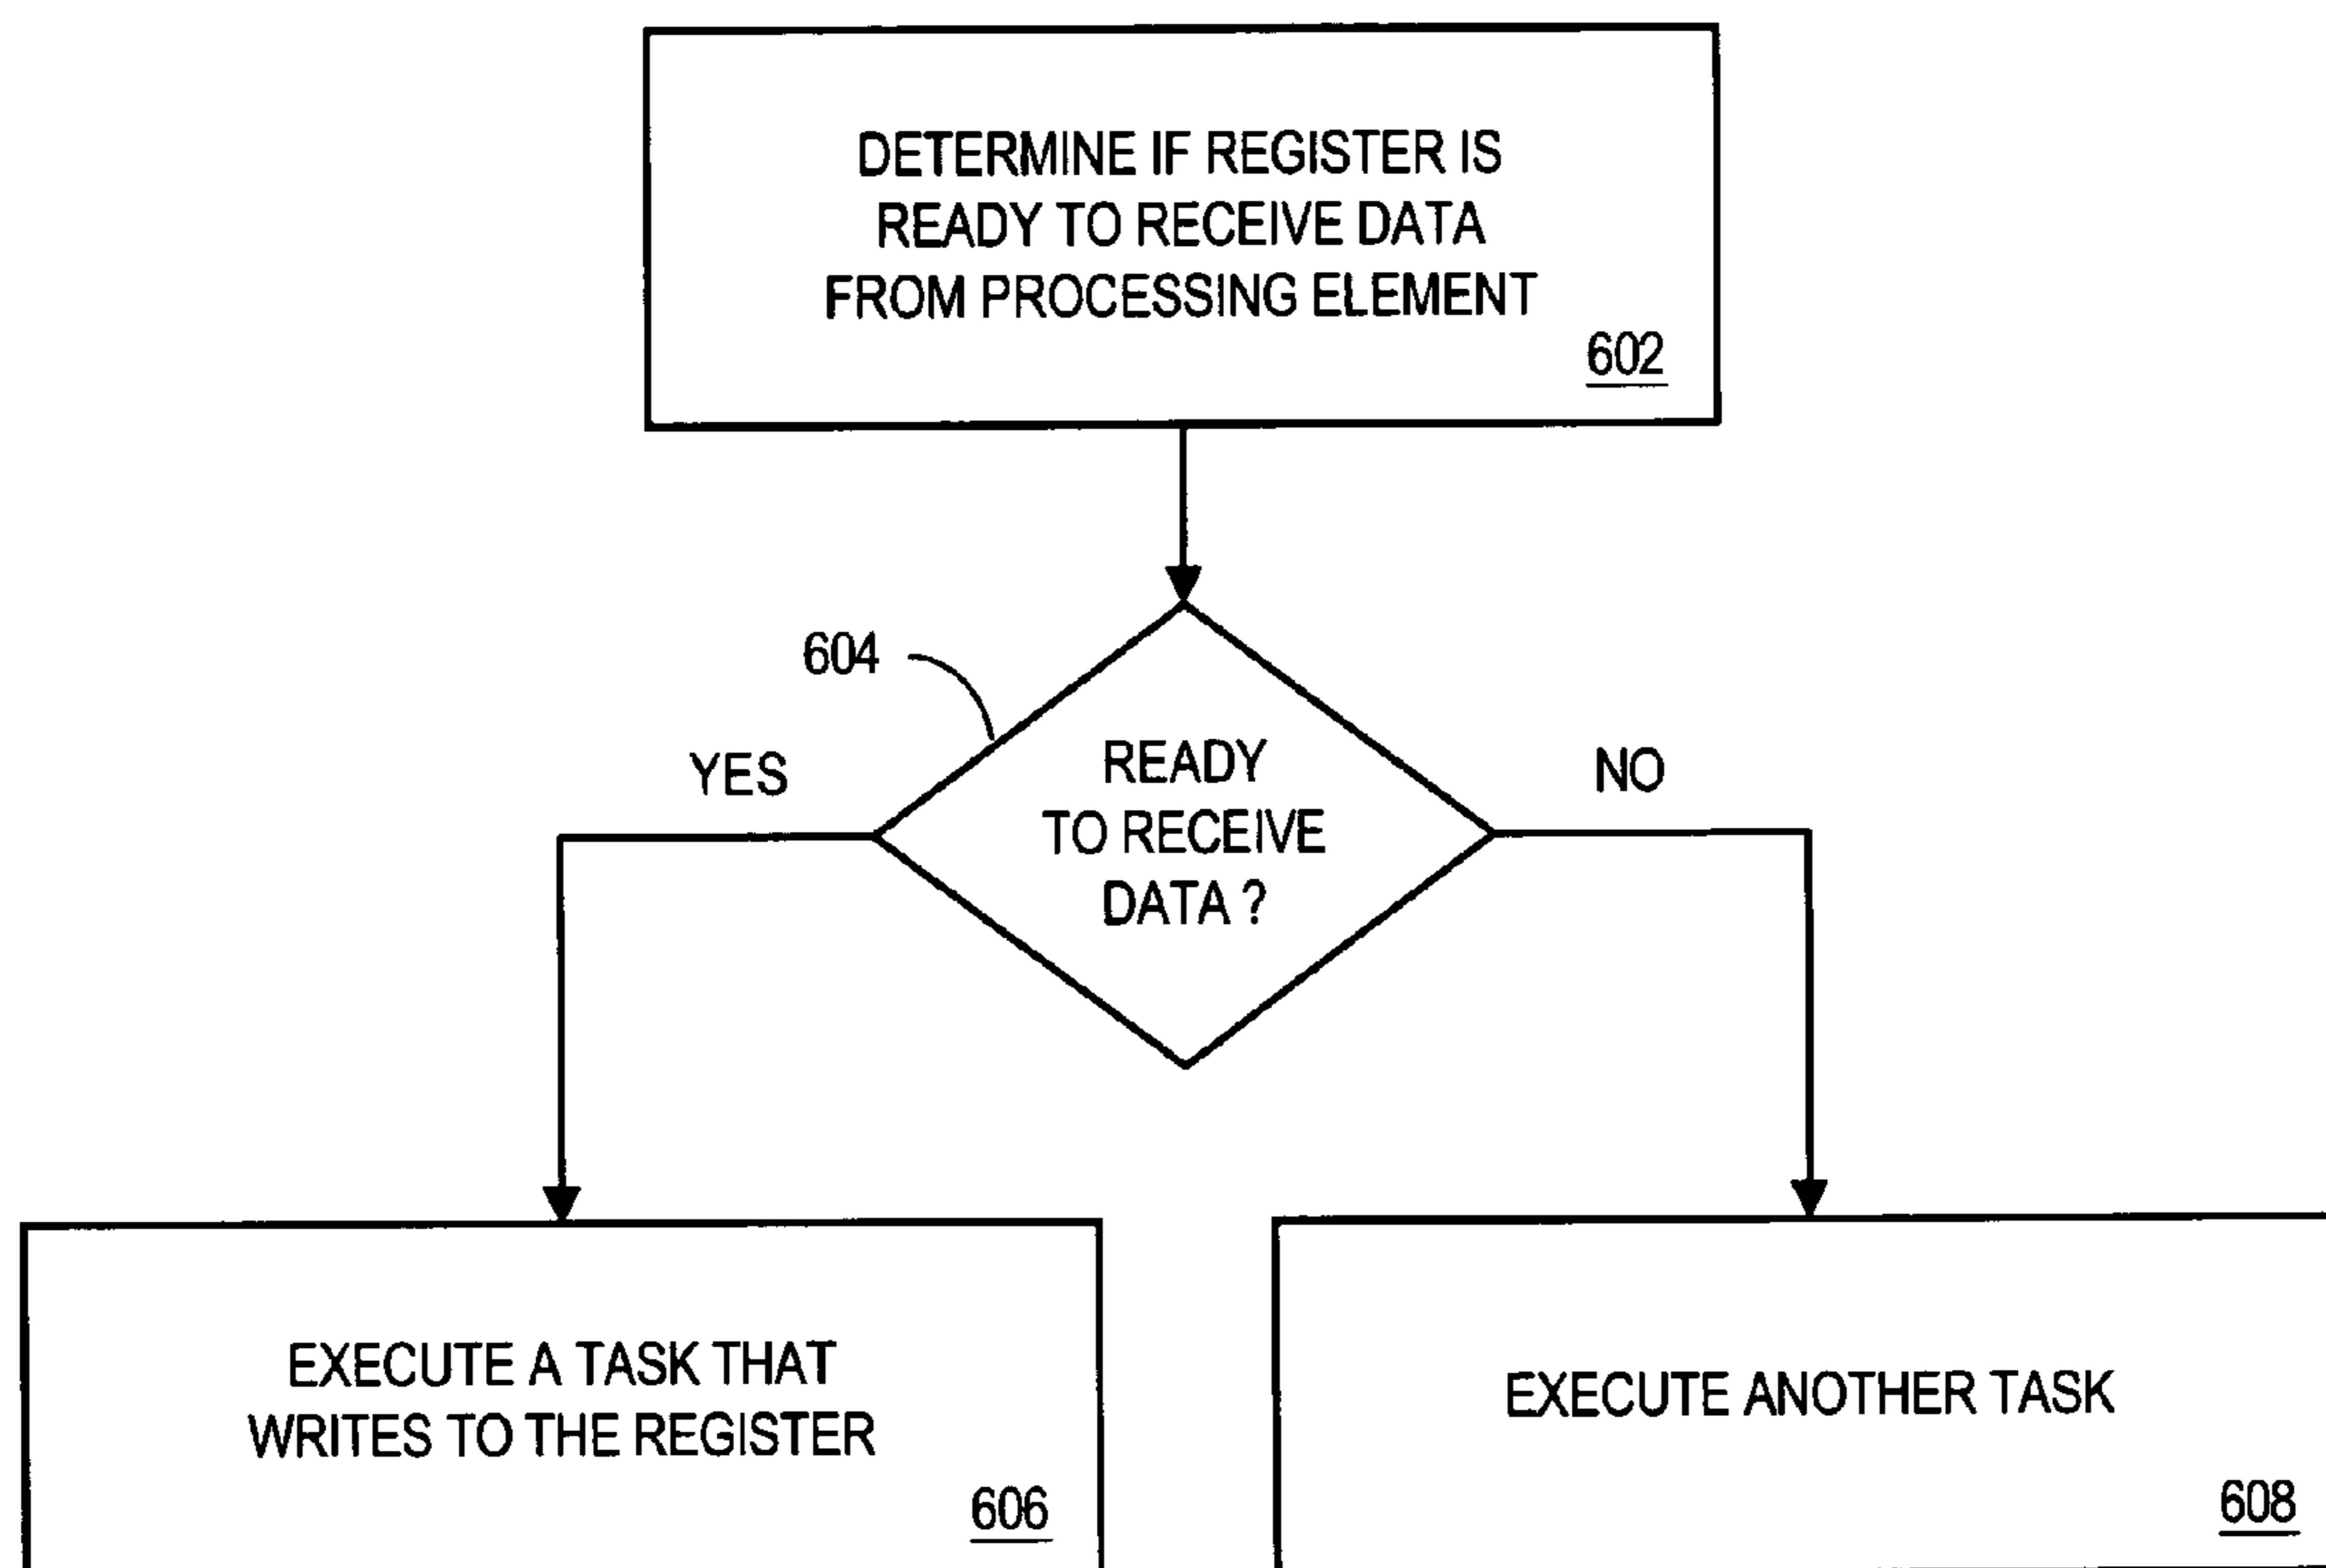 DETERMINE IF REGISTER IS
READY TO RECEIVE DATA
FROM PROCESSING ELEMENT
602
604
YES
READY
TO RECEIVE
DATA ?
NO
EXECUTE A TASK THAT
WRITES TO THE REGISTER
606
EXECUTE ANOTHER TASK
608